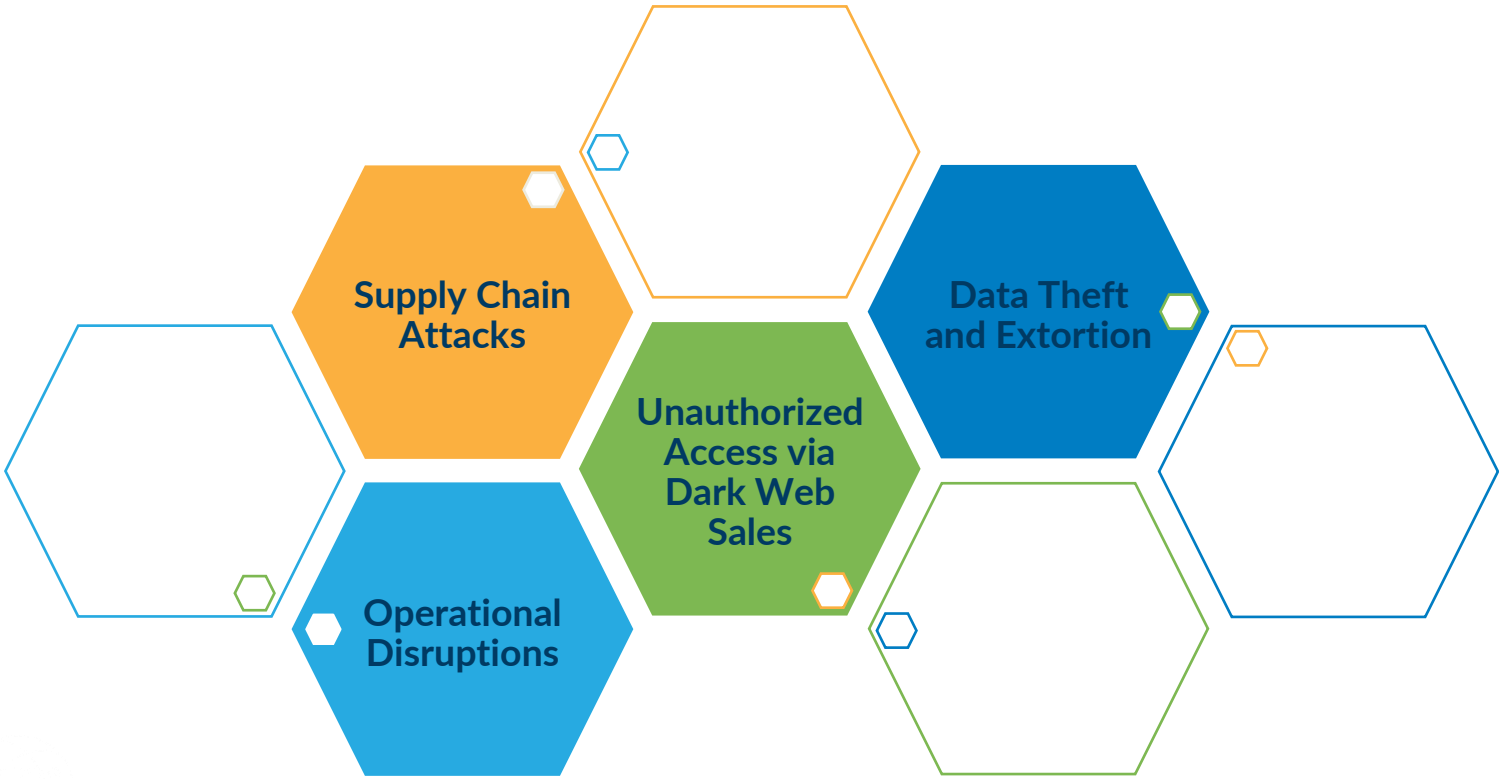 Supply Chain
Attacks
Data Theft
and Extortion
Unauthorized
Access via
Dark Web
Sales
Operational
Disruptions